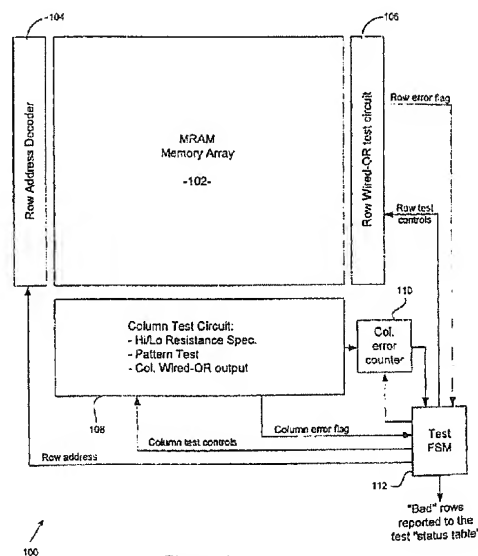 104
106
Row Address Decoder
MRAM
Memory Array
-102-
Row Wired-OR test circuit
Row error flag
Row test
controls
110
Column Test Circuit:
- Hi/Lo Resistance Spec.
- Pattern Test
- Col. Wired-OR output
Col.
error
counter
108
Column error flag
Column test controls
Row address
Test
FSM
112
"Bad" rows
reported to the
test "status table"
100